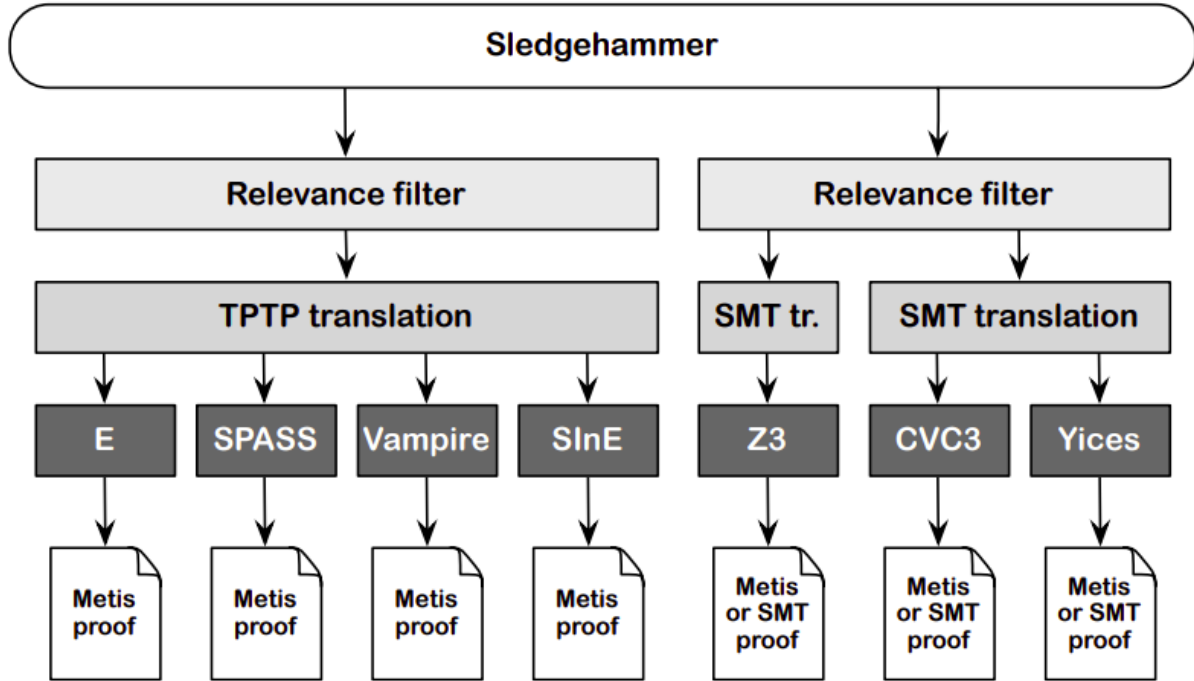 Sledgehammer
Relevance filter
Relevance filter
TPTP translation
SMT tr.
SMT translation
E
SPASS
Vampire
SInE
Z3
CVC3
Yices
Metis
proof
Metis
proof
Metis
proof
Metis
proof
Metis
or SMT
proof
Metis
or SMT
proof
Metis
or SMT
proof